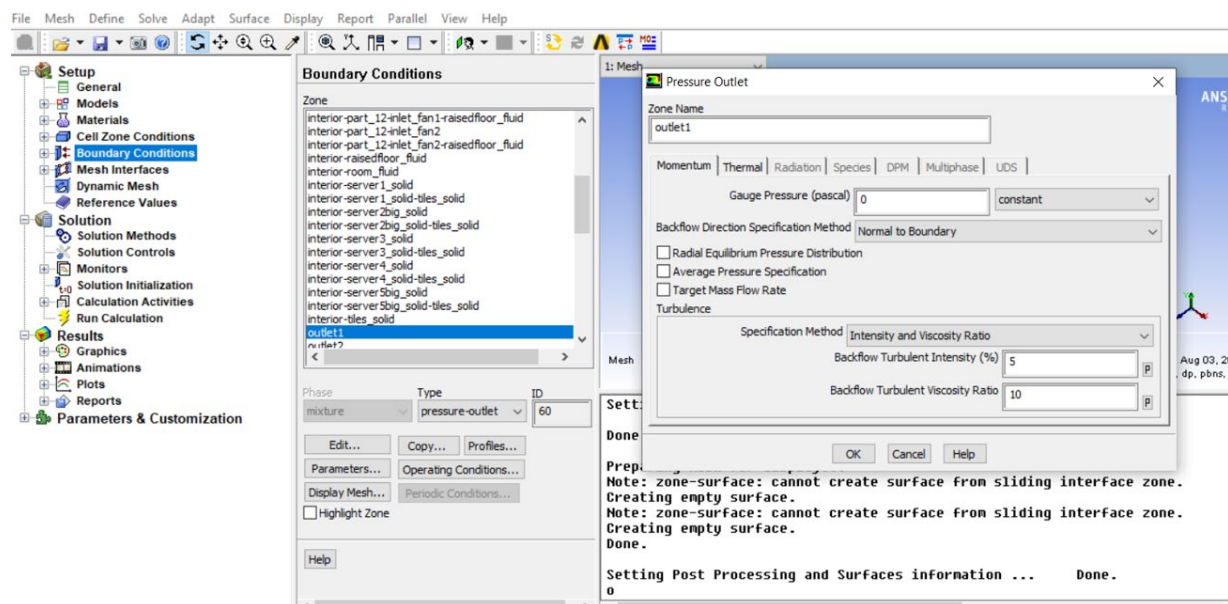 File Mesh Define Solve Adapt Surface Display Report Parallel View Help
Setup
General
Models
Materials
Cell Zone Conditions
Boundary Conditions
Mesh Interfaces
Dynamic Mesh
Reference Values
Solution
Solution Methods
Solution Controls
Monitors
Solution Initialization
Calculation Activities
Run Calculation
Results
Graphics
Animations
Plots
Reports
Parameters & Customization
Boundary Conditions
Zone
interior-part_12-inlet_fan1-raisedfloor_fluid
interior-part_12-inlet_fan2
interior-part_12-inlet_fan2-raisedfloor_fluid
interior-raisedfloor_fluid
interior-room_fluid
interior-server1_solid
interior-server1_solid-tiles_solid
interior-server2big_solid
interior-server2big_solid-tiles_solid
interior-server3_solid
interior-server3_solid-tiles_solid
interior-server4_solid
interior-server4_solid-tiles_solid
interior-server5big_solid
interior-server5big_solid-tiles_solid
interior-tiles_solid
outlet1
outlet2
Phase Type ID
mixture pressure-outlet 60
Edit... Copy... Profiles...
Parameters... Operating Conditions...
Display Mesh... Periodic Conditions...
Highlight Zone
Help
1: Mesh
ANS
Pressure Outlet
Zone Name
outlet1
Momentum Thermal Radiation Species DPM Multiphase UDS
Gauge Pressure (pascal) 0 constant
Backflow Direction Specification Method Normal to Boundary
Radial Equilibrium Pressure Distribution
Average Pressure Specification
Target Mass Flow Rate
Turbulence
Specification Method Intensity and Viscosity Ratio
Backflow Turbulent Intensity (%) 5 P
Backflow Turbulent Viscosity Ratio 10 P
OK Cancel Help
Mesh
Aug 03, 2
dp, pbns,
Setti
Done
Note: zone-surface: cannot create surface from sliding interface zone.
Creating empty surface.
Note: zone-surface: cannot create surface from sliding interface zone.
Creating empty surface.
Done.
Setting Post Processing and Surfaces information ... Done.